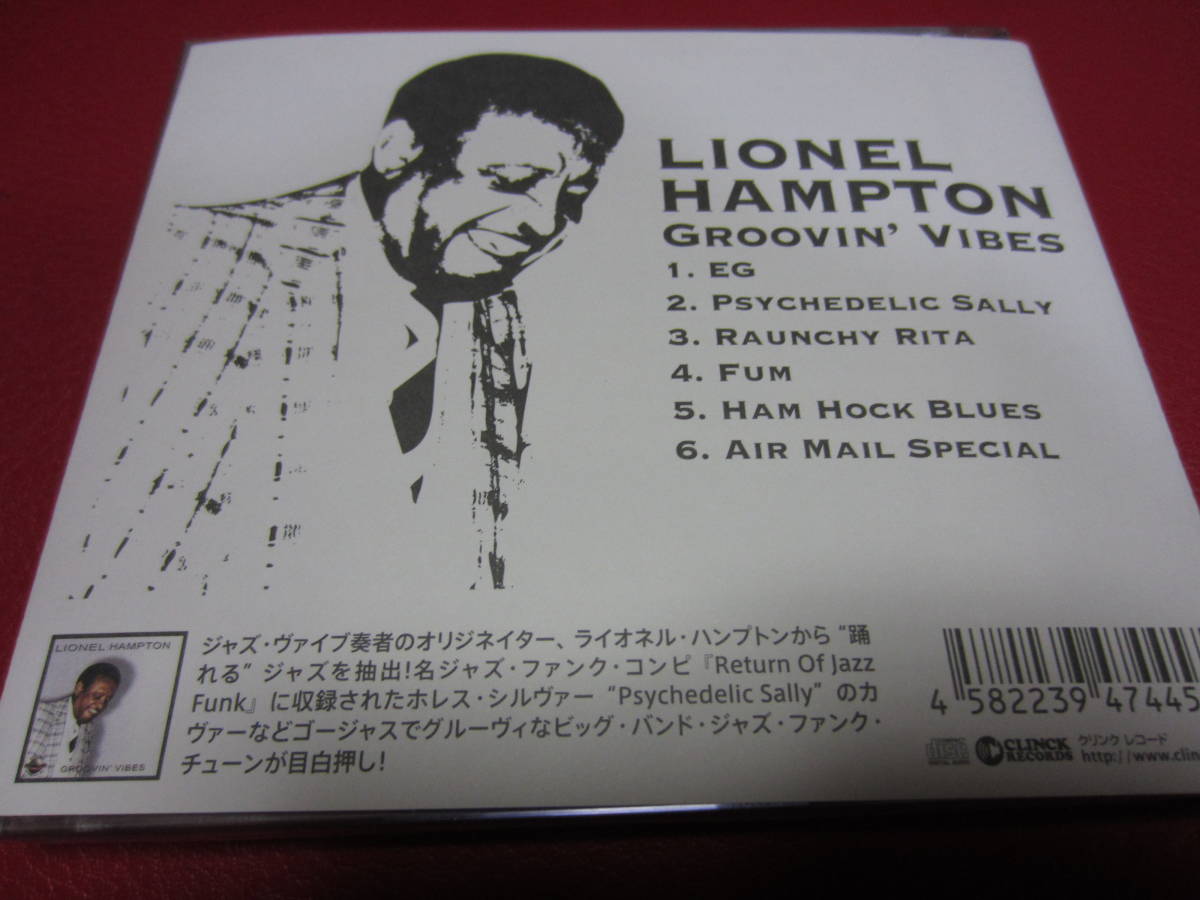 LIONEL
HAMPTON
GROOVIN' VIBES
1. EG
2. PSYCHEDELIC SALLY
3. RAUNCHY RITA
4. FUM
5. HAM HOCK BLUES
6. AIR MAIL SPECIAL
LIONEL HAMPTON
GROOVIN' VIBES
ジャズ・ヴァイブ奏者のオリジネイター、ライオネル・ハンプトンから“踊
れる”ジャズを抽出!名ジャズ・ファンク・コンピ『Return Of Jazz
Funk』に収録されたホレス・シルヴァー“Psychedelic Sally”のカ
ヴァーなどゴージャスでグルーヴィなビッグ・バンド・ジャズ・ファンク・
チューンが目白押し!
4 582239 47445
CLINCK RECORDS
クリンク レコード
http://www.clin